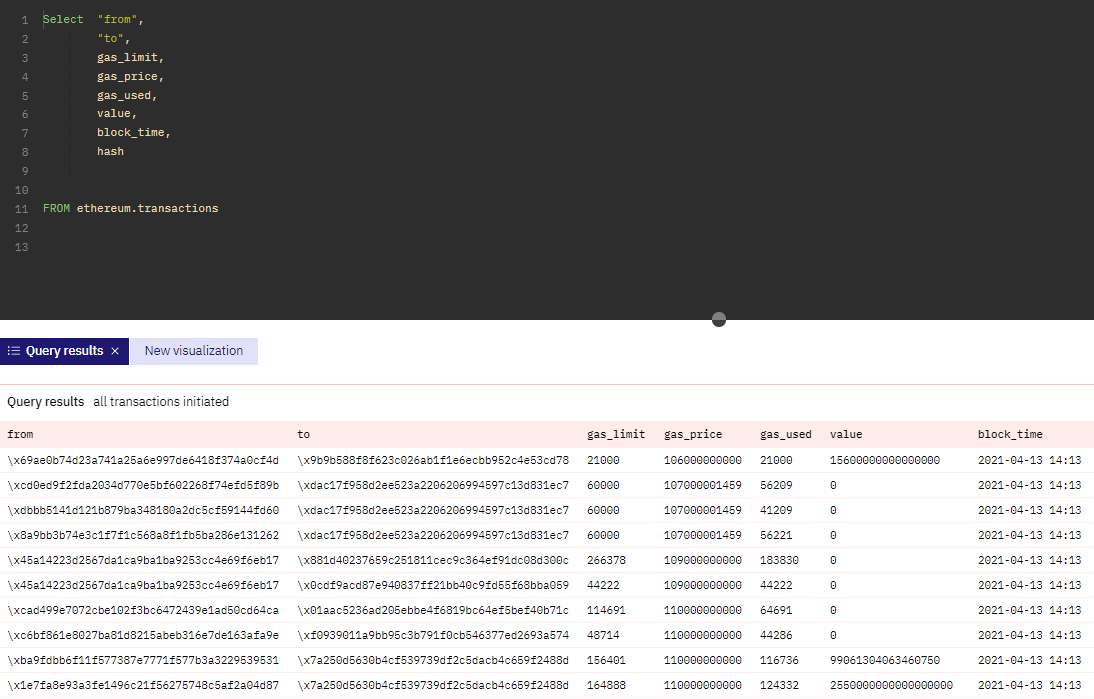 1 Select "from",
2 "to",
3 gas_limit,
4 gas_price,
5 gas_used,
6 value,
7 block_time,
8 hash
9
10
11 FROM ethereum.transactions
12
13
Query results × New visualization
Query results all transactions initiated
from to gas_limit gas_price gas_used value block_time
\x69ae0b74d23a741a25a6e997de6418f374a0cf4d \x9b9b588f8f623c026ab1f1e6ecbb952c4e53cd78 21000 106000000000 21000 15600000000000000 2021-04-13 14:13
\xcd0ed9f2fda2034d770e5bf602268f74efd5f89b \xdac17f958d2ee523a2206206994597c13d831ec7 60000 107000001459 56209 0 2021-04-13 14:13
\xdbbb5141d121b879ba348180a2dc5cf59144fd60 \xdac17f958d2ee523a2206206994597c13d831ec7 60000 107000001459 41209 0 2021-04-13 14:13
\x8a9bb3b74e3c1f7f1c568a8f1fb5ba286e131262 \xdac17f958d2ee523a2206206994597c13d831ec7 60000 107000001459 56221 0 2021-04-13 14:13
\x45a14223d2567da1ca9ba1ba9253cc4e69f6eb17 \x881d40237659c251811cec9c364ef91dc08d300c 266378 109000000000 183830 0 2021-04-13 14:13
\x45a14223d2567da1ca9ba1ba9253cc4e69f6eb17 \x0cdf9acd87e940837ff21bb40c9fd55f68bba059 44222 109000000000 44222 0 2021-04-13 14:13
\xcad499e7072cbe102f3bc6472439e1ad50cd64ca \x01aac5236ad205ebbe4f6819bc64ef5bef40b71c 114691 110000000000 64691 0 2021-04-13 14:13
\xc6bf861e8027ba81d8215abeb316e7de163afa9e \xf0939011a9bb95c3b791f0cb546377ed2693a574 48714 110000000000 44286 0 2021-04-13 14:13
\xba9fdbb6f11f577387e7771f577b3a3229539531 \x7a250d5630b4cf539739df2c5dacb4c659f2488d 156401 110000000000 116736 99061304063460750 2021-04-13 14:13
\x1e7fa8e93a3fe1496c21f56275748c5af2a04d87 \x7a250d5630b4cf539739df2c5dacb4c659f2488d 164888 110000000000 124332 2550000000000000000 2021-04-13 14:13